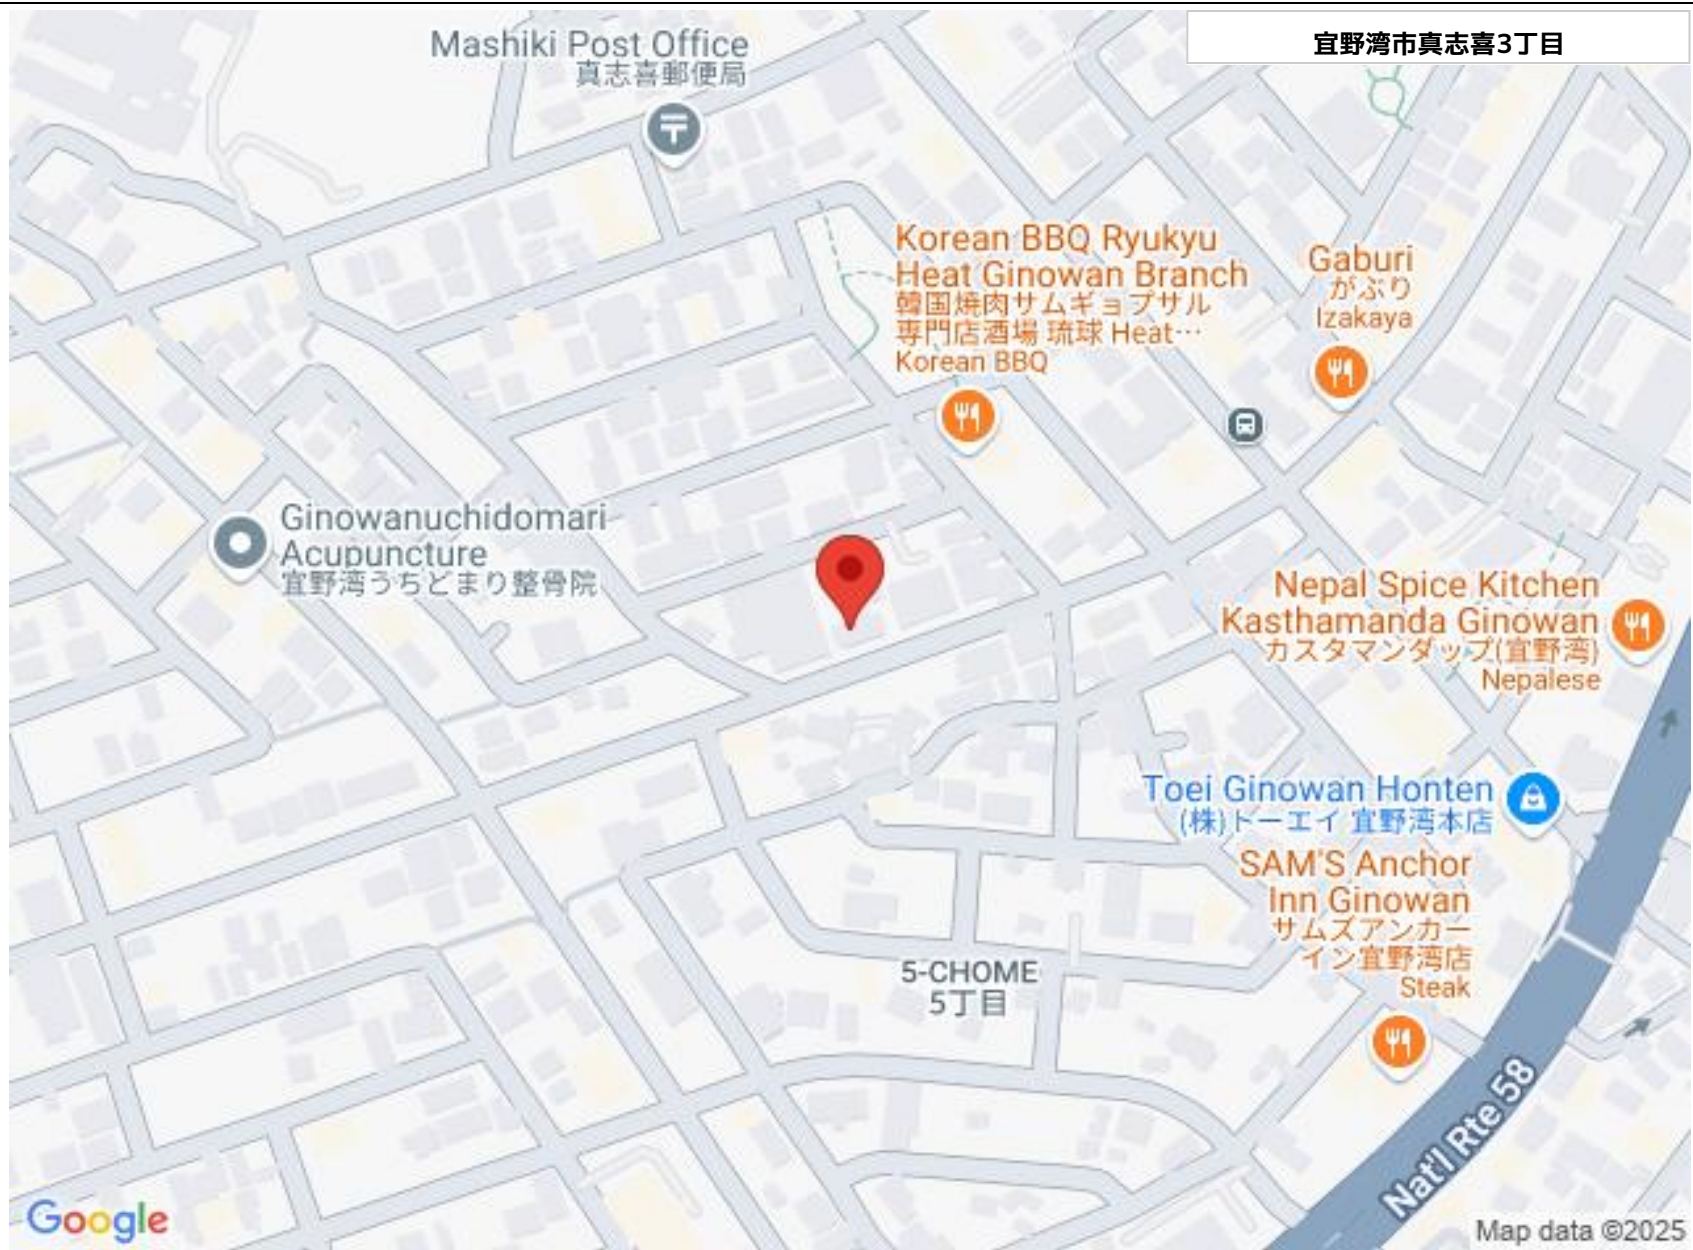 宜野湾市真志喜3丁目
Mashiki Post Office
真志喜郵便局
〒
Korean BBQ Ryukyu
Heat Ginowan Branch
韓国焼肉サムギョプサル
専門店酒場 琉球 Heat…
Korean BBQ
Gaburi
がぶり
Izakaya
Ginowanuchidomari
Acupuncture
宜野湾うちどまり整骨院
Nepal Spice Kitchen
Kasthamanda Ginowan
カスタマンダップ(宜野湾)
Nepalese
Toei Ginowan Honten
(株)トーエイ 宜野湾本店
SAM'S Anchor
Inn Ginowan
サムズアンカー
イン宜野湾店
Steak
5-CHOME
5丁目
Nat'l Rte 58
Google
Map data ©2025